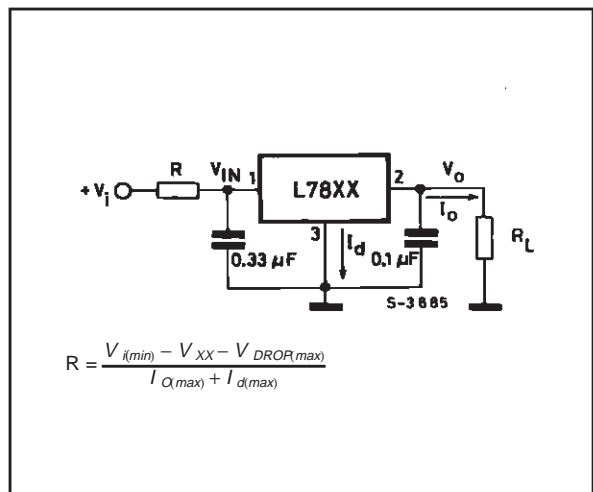 R V_IN 1 L78XX 2 V_o
+ V_i
I_o
3 I_d R_L
0.33 µF 0.1 µF
S-3885
R = (V_i(min) – V_XX – V_DROP(max)) / (I_O(max) + I_d(max))